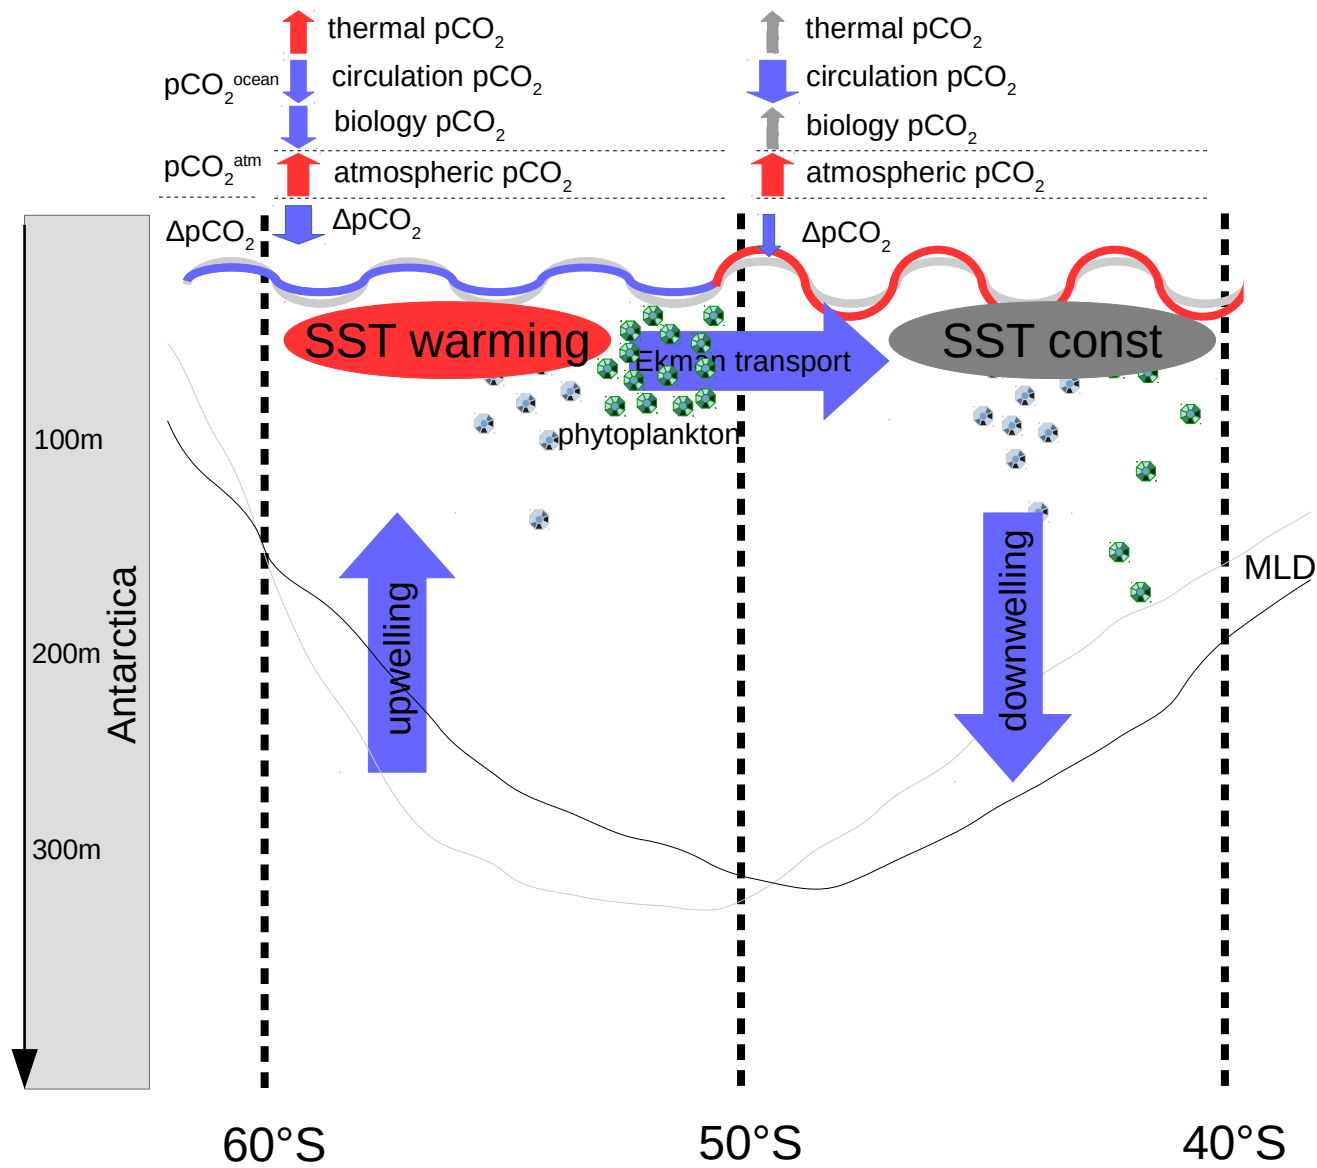 thermal pCO2
thermal pCO2
pCO2ocean
circulation pCO2
circulation pCO2
biology pCO2
biology pCO2
pCO2atm
atmospheric pCO2
atmospheric pCO2
ΔpCO2
ΔpCO2
ΔpCO2
SST warming
Ekman transport
SST const
phytoplankton
100m
200m
300m
Antarctica
upwelling
downwelling
MLD
60°S
50°S
40°S